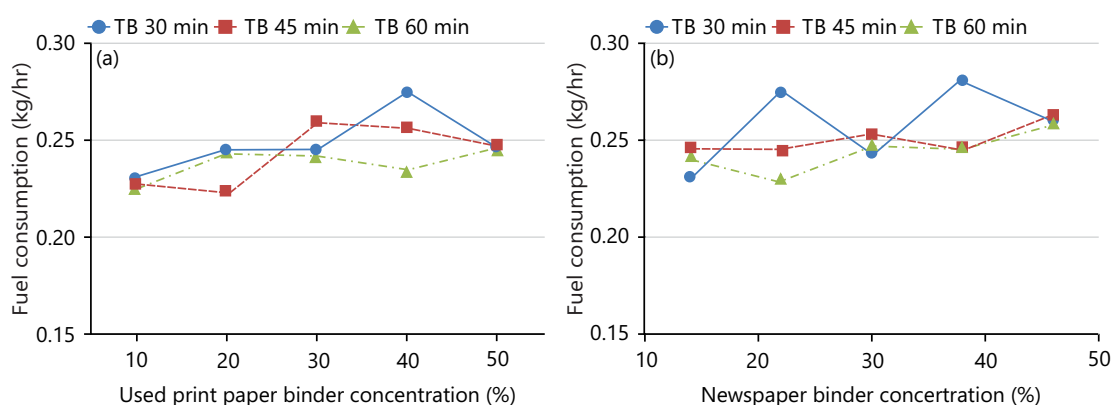 TB 30 min TB 45 min TB 60 min
(a)
Fuel consumption (kg/hr)
0.30
0.25
0.20
0.15
10 20 30 40 50
Used print paper binder concentration (%)
TB 30 min TB 45 min TB 60 min
(b)
Fuel consumption (kg/hr)
0.30
0.25
0.20
0.15
10 20 30 40 50
Newspaper binder concertration (%)